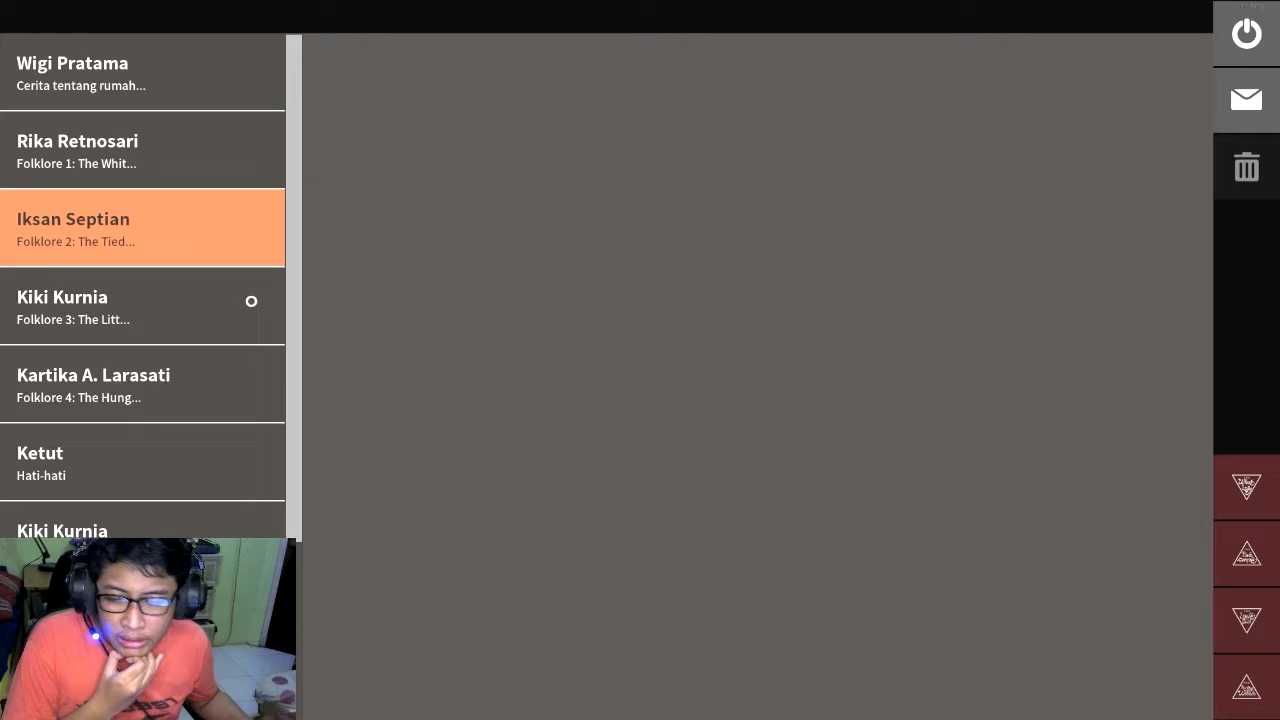 Wigi Pratama
Cerita tentang rumah...
Rika Retnosari
Folklore 1: The Whit...
Iksan Septian
Folklore 2: The Tied...
Kiki Kurnia
Folklore 3: The Litt...
Kartika A. Larasati
Folklore 4: The Hung...
Ketut
Hati-hati
Kiki Kurnia